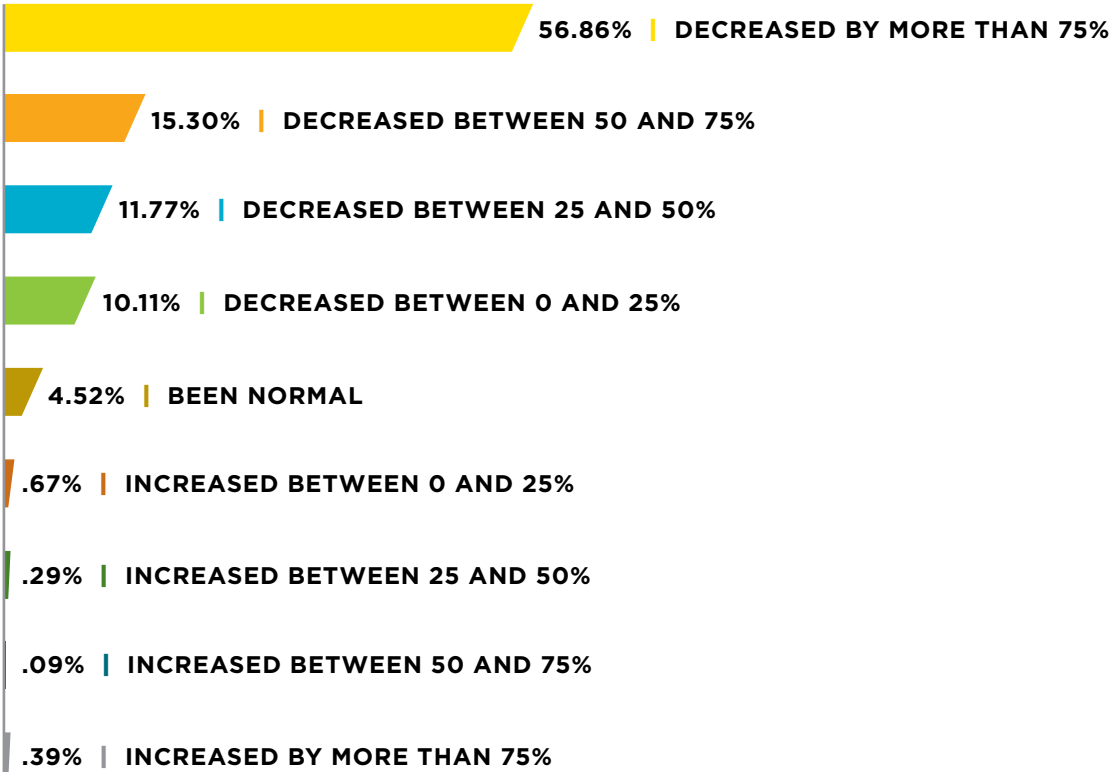 56.86% | DECREASED BY MORE THAN 75%
15.30% | DECREASED BETWEEN 50 AND 75%
11.77% | DECREASED BETWEEN 25 AND 50%
10.11% | DECREASED BETWEEN 0 AND 25%
4.52% | BEEN NORMAL
.67% | INCREASED BETWEEN 0 AND 25%
.29% | INCREASED BETWEEN 25 AND 50%
.09% | INCREASED BETWEEN 50 AND 75%
.39% | INCREASED BY MORE THAN 75%